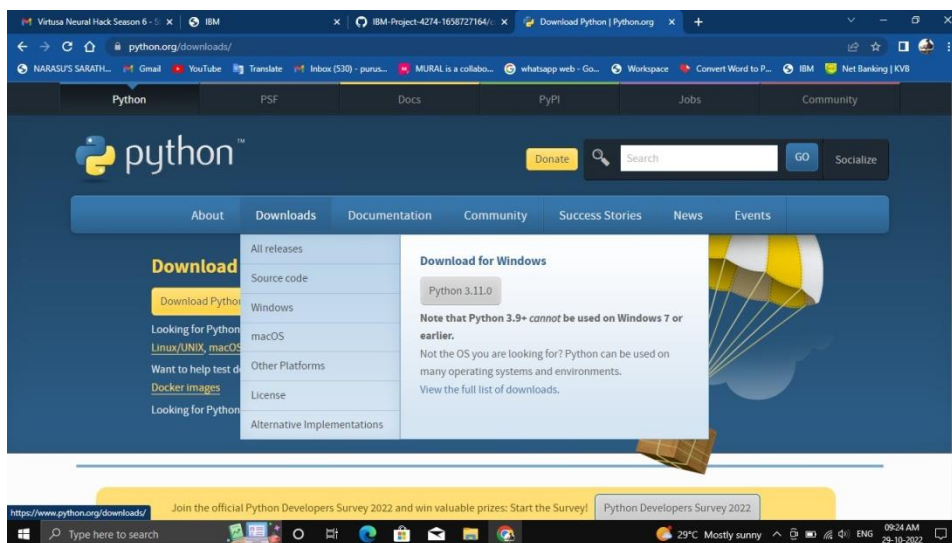 Virtusa Neural Hack Season 6 - S
IBM
IBM-Project-4274-1658727164/c
Download Python | Python.org
python.org/downloads/
NARASU'S SARATH...
Gmail
YouTube
Translate
Inbox (530) - purus...
MURAL is a collabo...
whatsapp web - Go...
Workspace
Convert Word to P...
IBM
Net Banking | KVB
Python
PSF
Docs
PyPI
Jobs
Community
python™
Donate
Search
GO
Socialize
About
Downloads
Documentation
Community
Success Stories
News
Events
Download
Download Python
Looking for Python
Linux/UNIX, macOS
Want to help test d
Docker images
Looking for Python
All releases
Source code
Windows
macOS
Other Platforms
License
Alternative Implementations
Download for Windows
Python 3.11.0
Note that Python 3.9+ cannot be used on Windows 7 or
earlier.
Not the OS you are looking for? Python can be used on
many operating systems and environments.
View the full list of downloads.
Join the official Python Developers Survey 2022 and win valuable prizes: Start the Survey!
Python Developers Survey 2022
https://www.python.org/downloads/
Type here to search
29°C Mostly sunny
ENG
09:24 AM
29-10-2022